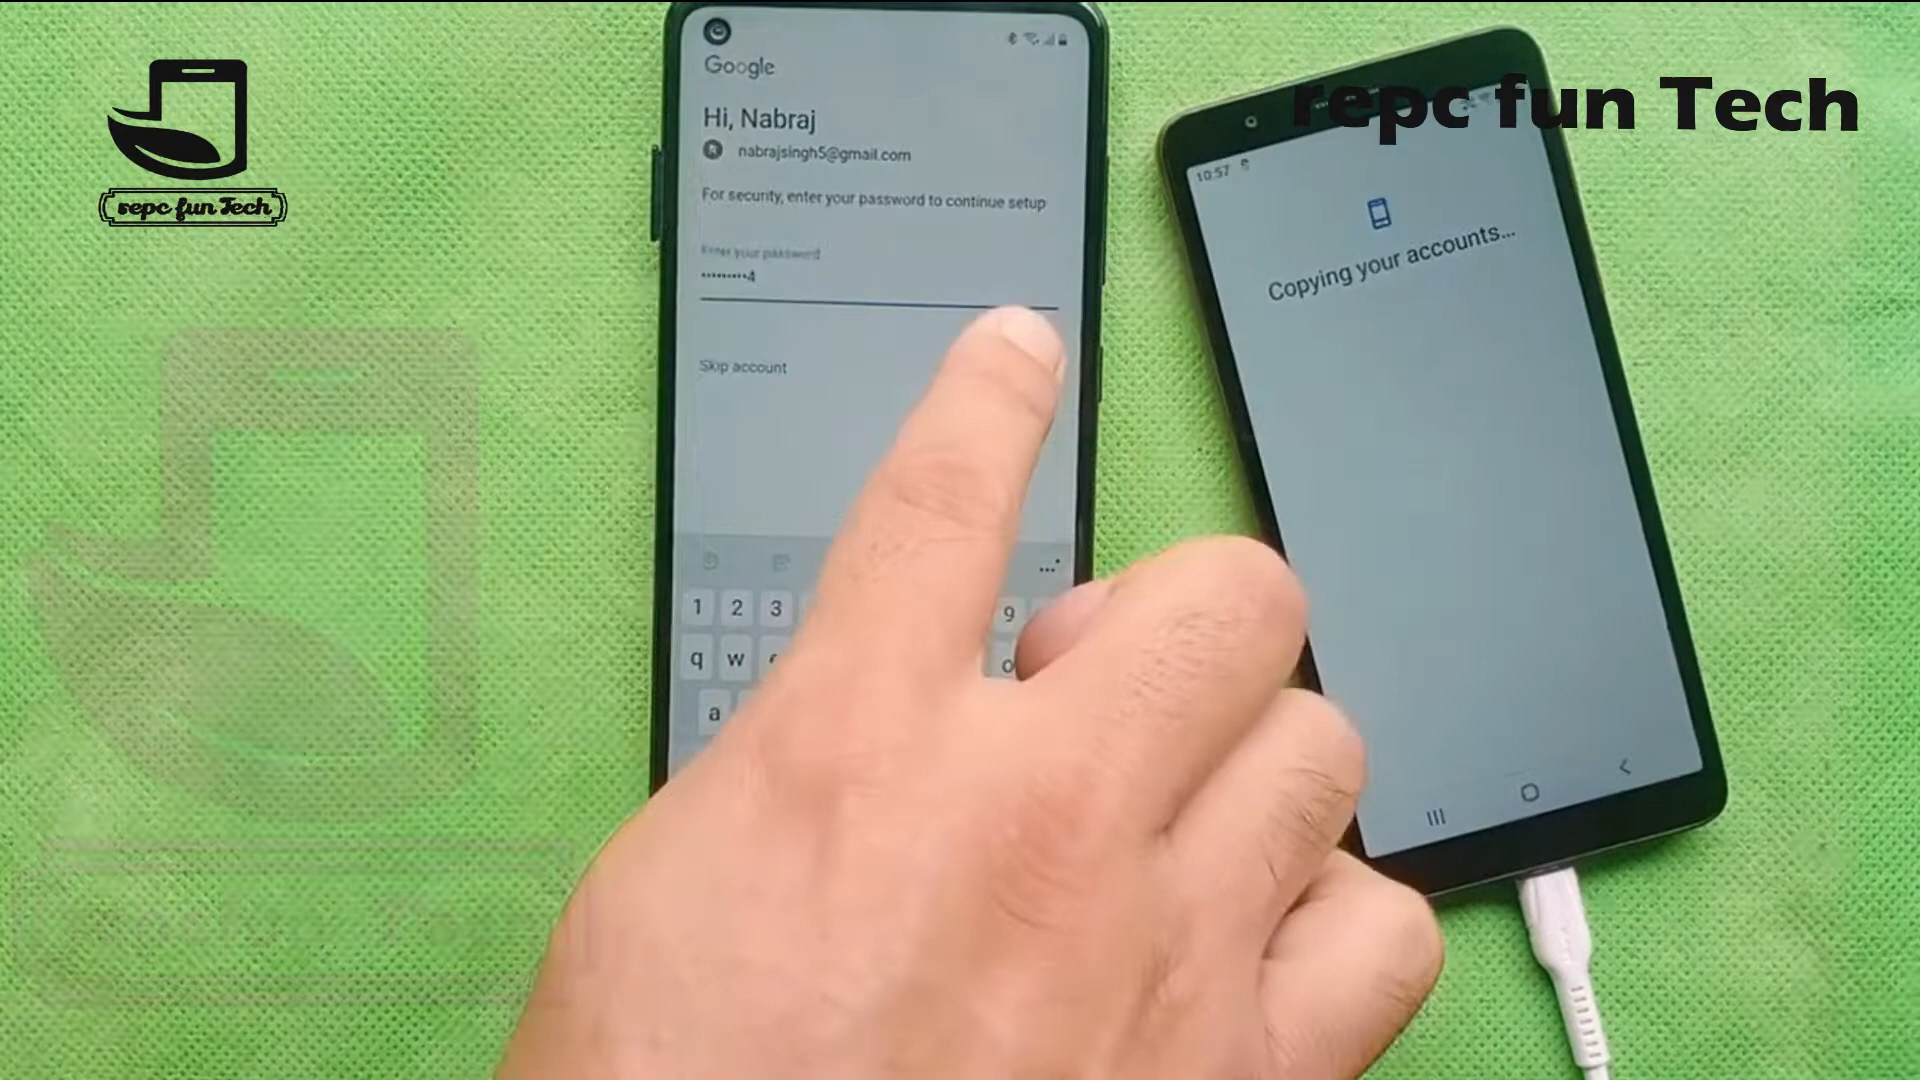 repc fun Tech
repc fun Tech
Google
Hi, Nabraj
nabrajsingh5@gmail.com
For security, enter your password to continue setup
Enter your password
•••••••••4
Skip account
1 2 3 9
q w o
a
10:57
Copying your accounts...